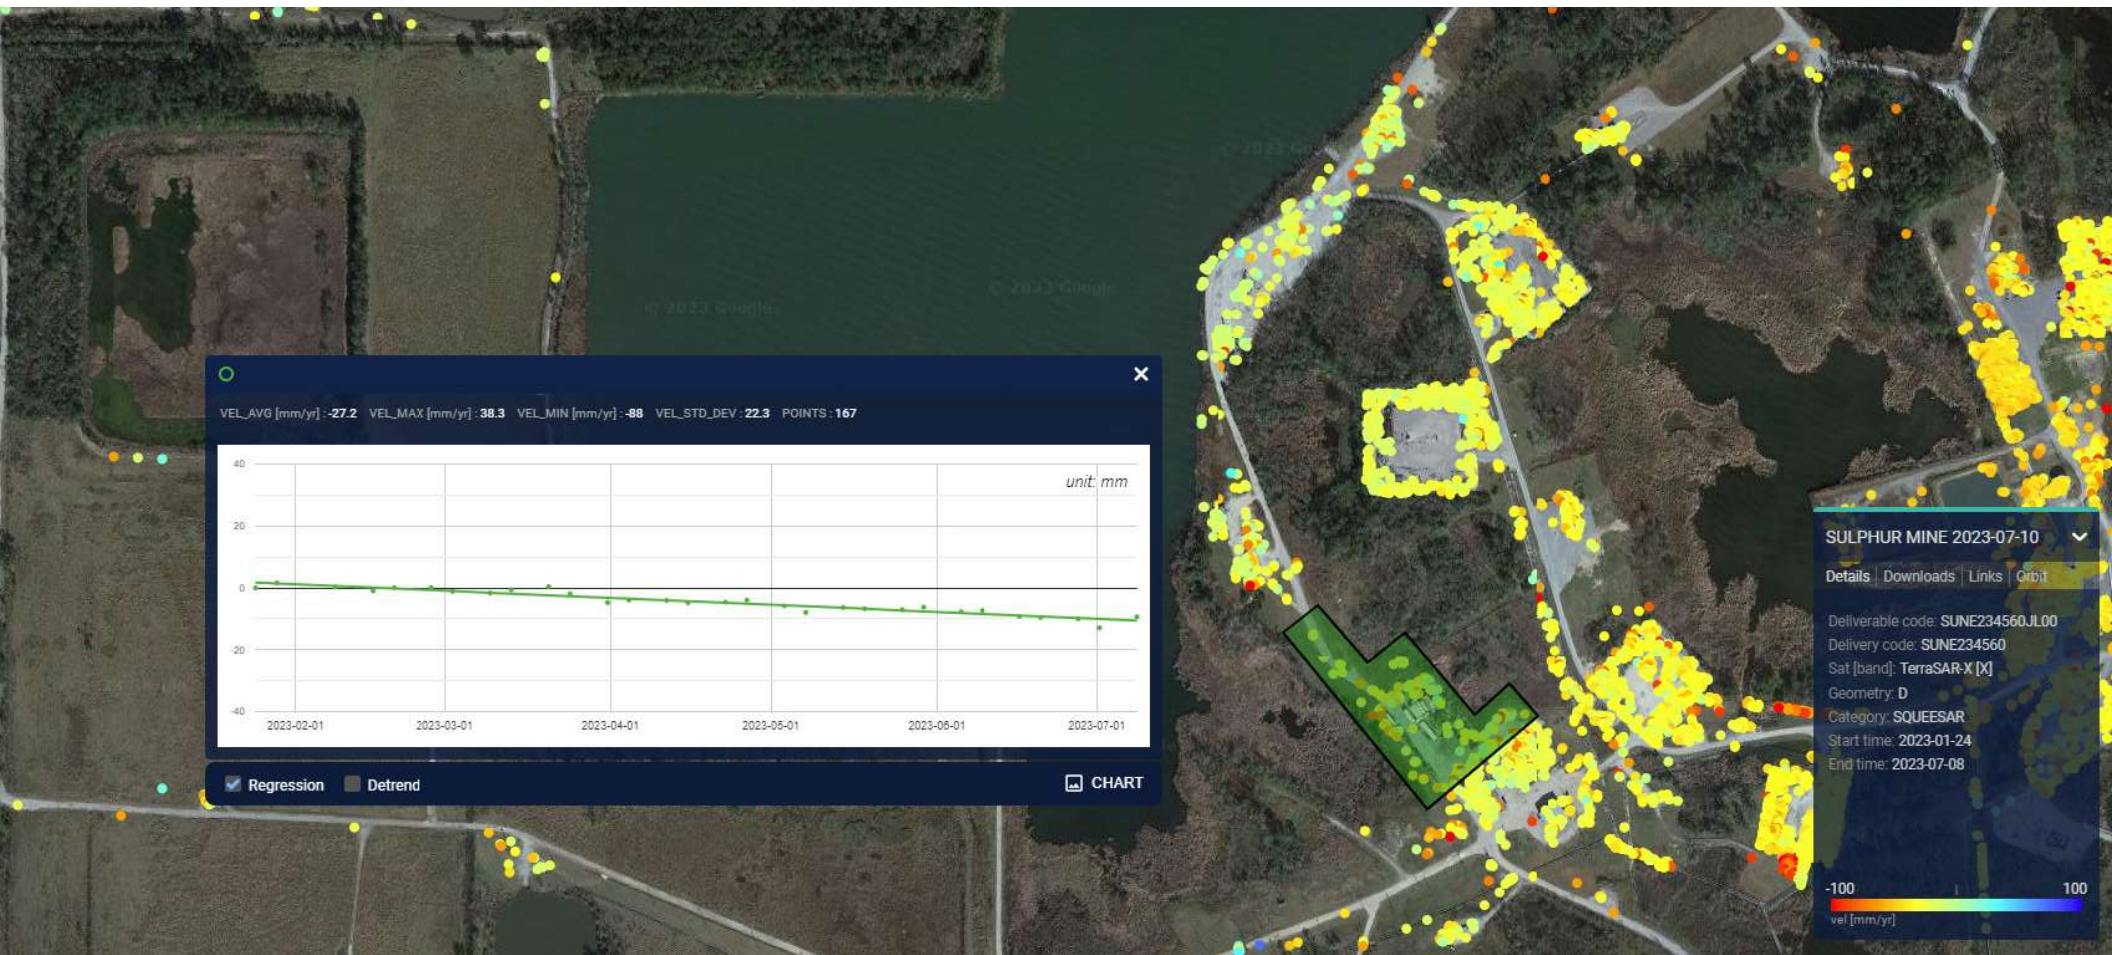 © 2023 Google
© 2023 Google
VEL_AVG [mm/yr] : -27.2 VEL_MAX [mm/yr] : 38.3 VEL_MIN [mm/yr] : -88 VEL_STD_DEV : 22.3 POINTS : 167
unit: mm
40
20
0
-20
-40
2023-02-01 2023-03-01 2023-04-01 2023-05-01 2023-06-01 2023-07-01
Regression Detrend CHART
SULPHUR MINE 2023-07-10
Details | Downloads | Links | Orbit
Deliverable code: SUNE234560JL00
Delivery code: SUNE234560
Sat [band]: TerraSAR-X [X]
Geometry: D
Category: SQUEESAR
Start time: 2023-01-24
End time: 2023-07-08
-100 100
vel [mm/yr]